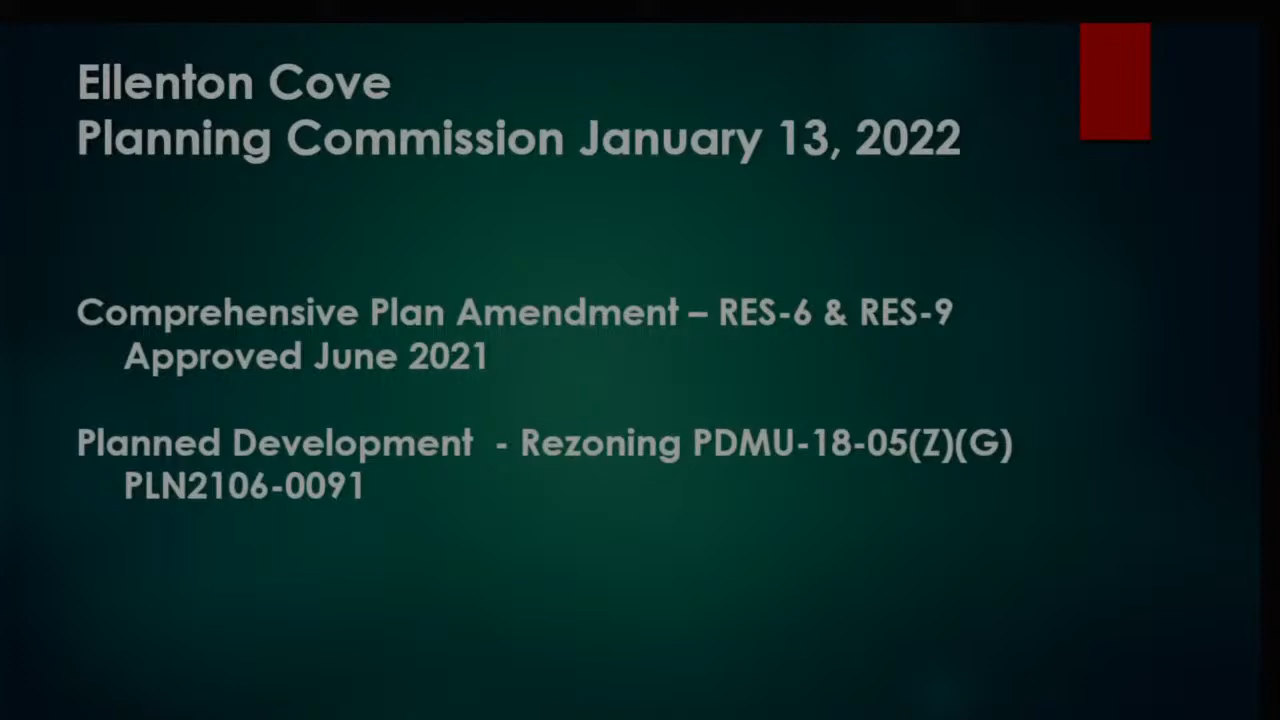 Ellenton Cove
Planning Commission January 13, 2022
Comprehensive Plan Amendment – RES-6 & RES-9
Approved June 2021
Planned Development - Rezoning PDMU-18-05(Z)(G)
PLN2106-0091